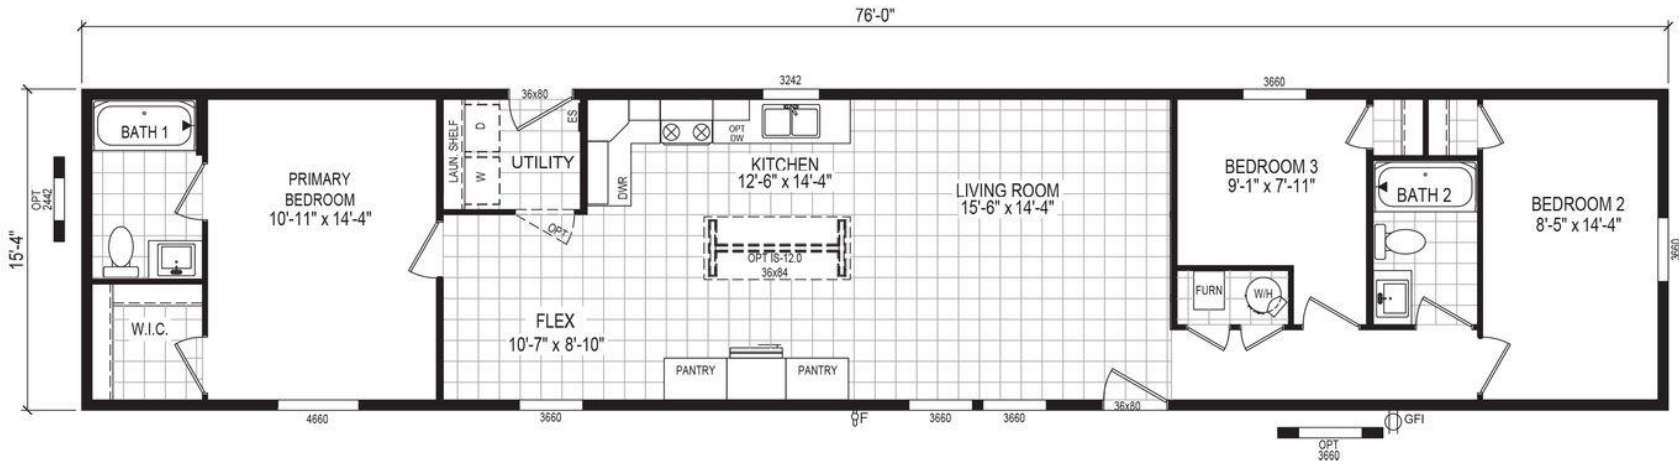 76'-0"
15'-4"
3242
3660
36x80
BATH 1
OPT
2442
PRIMARY
BEDROOM
10'-11" x 14'-4"
LAUN. SHELF
D
W
ES
UTILITY
OPT
DWR
OPT
DW
KITCHEN
12'-6" x 14'-4"
LIVING ROOM
15'-6" x 14'-4"
BEDROOM 3
9'-1" x 7'-11"
BATH 2
BEDROOM 2
8'-5" x 14'-4"
3660
OPT IS-12.0
36x84
FURN
W/H
W.I.C.
FLEX
10'-7" x 8'-10"
PANTRY
PANTRY
36x80
4660
3660
F
3660
3660
GFI
OPT
3660